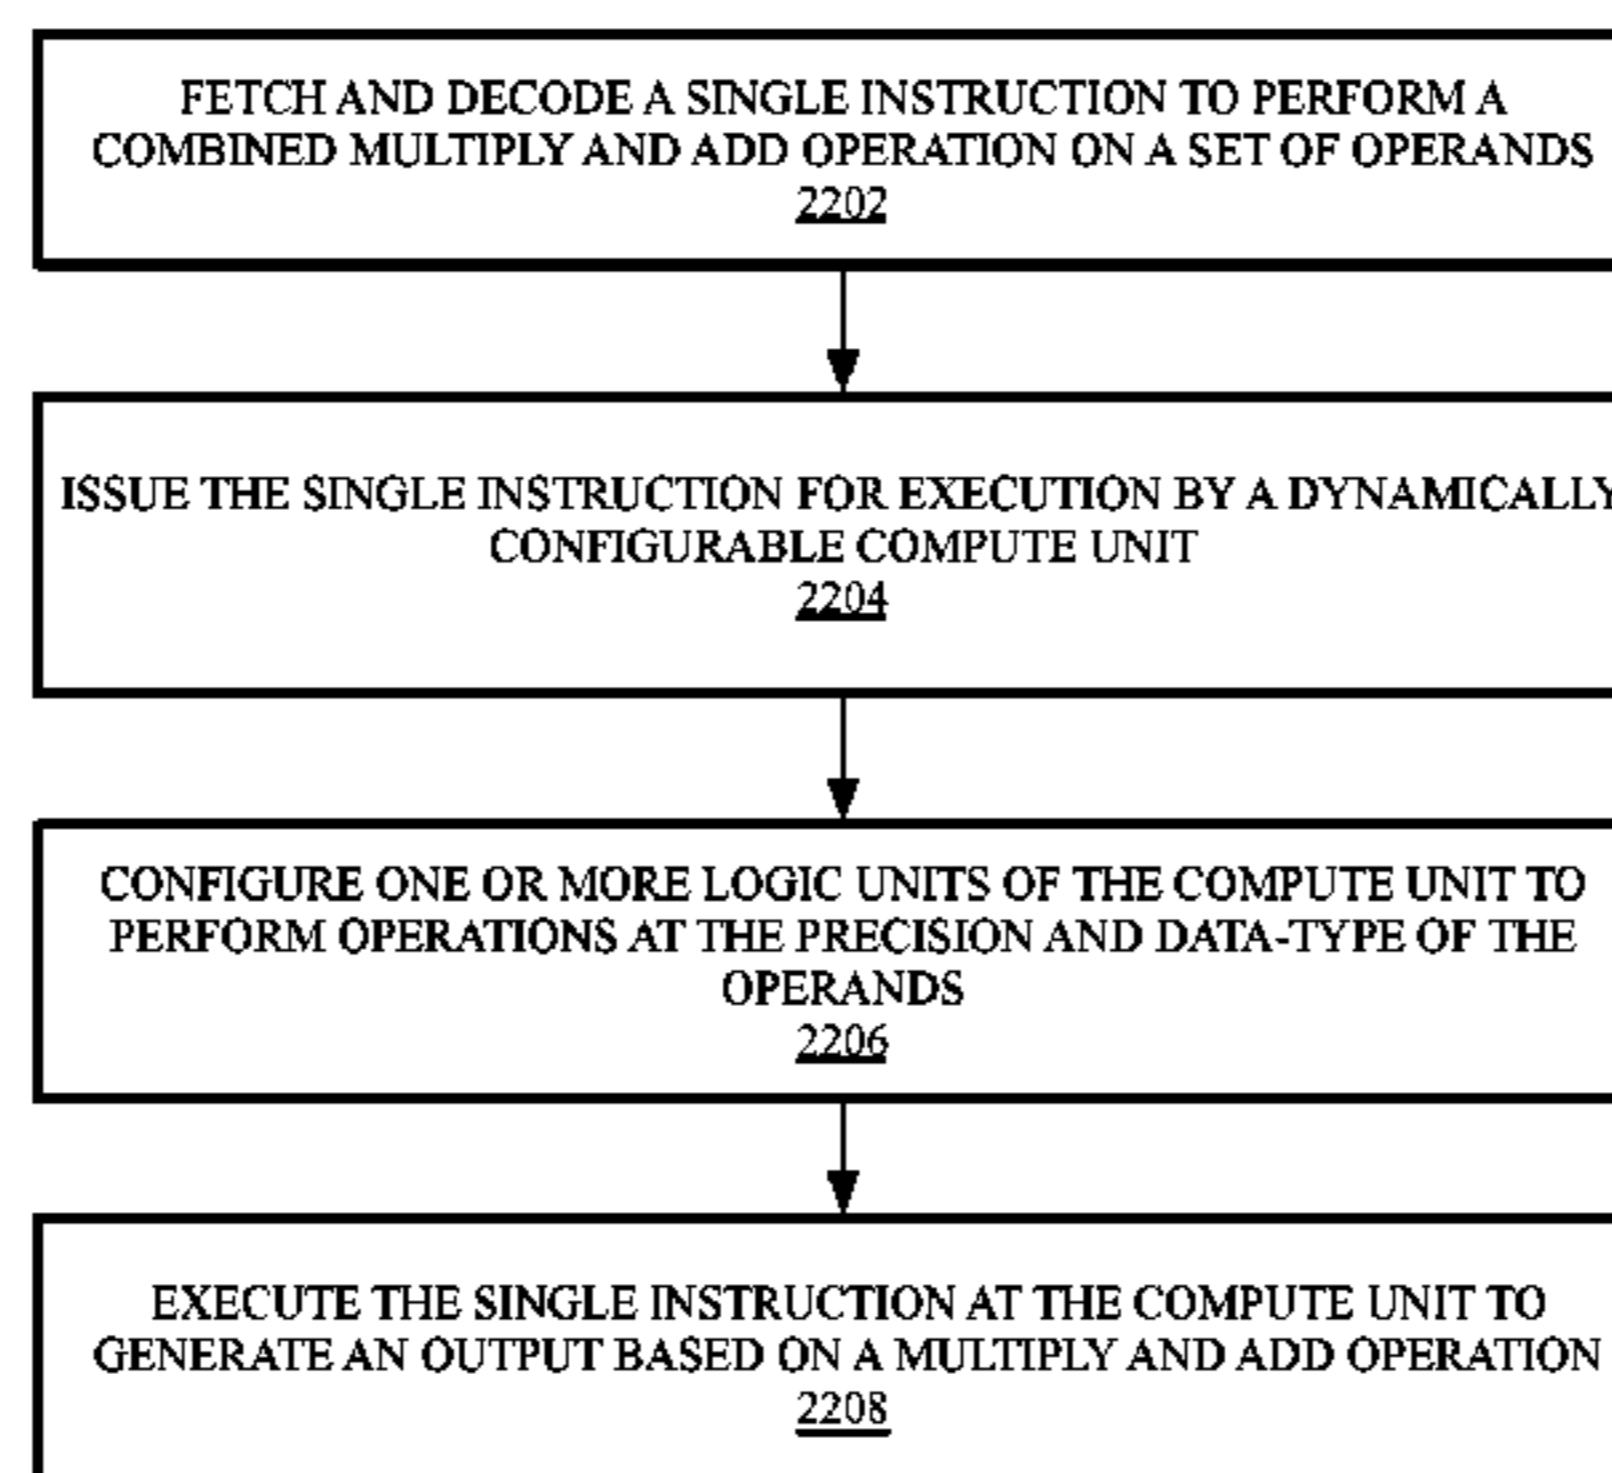 FETCH AND DECODE A SINGLE INSTRUCTION TO PERFORM A
COMBINED MULTIPLY AND ADD OPERATION ON A SET OF OPERANDS
2202
ISSUE THE SINGLE INSTRUCTION FOR EXECUTION BY A DYNAMICALLY
CONFIGURABLE COMPUTE UNIT
2204
CONFIGURE ONE OR MORE LOGIC UNITS OF THE COMPUTE UNIT TO
PERFORM OPERATIONS AT THE PRECISION AND DATA-TYPE OF THE
OPERANDS
2206
EXECUTE THE SINGLE INSTRUCTION AT THE COMPUTE UNIT TO
GENERATE AN OUTPUT BASED ON A MULTIPLY AND ADD OPERATION
2208